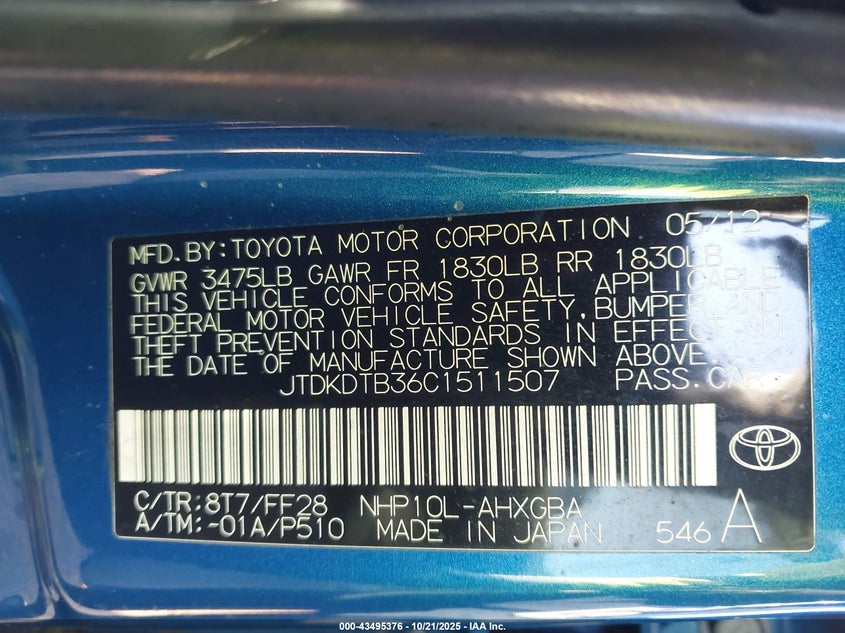 MFD.BY:TOYOTA MOTOR CORPORATION 05/12
GVWR 3475LB GAWR FR 1830LB RR 1830LB
THIS VEHICLE CONFORMS TO ALL APPLICABLE
FEDERAL MOTOR VEHICLE SAFETY,BUMPER,AND
THEFT PREVENTION STANDARDS IN EFFECT ON
THE DATE OF MANUFACTURE SHOWN ABOVE.
JTDKDTB36C1511507 PASS.CAR
C/TR:8T7/FF28 NHP10L-AHXGBA
A/TM:-01A/P510 MADE IN JAPAN 546 A
000-43495376 - 10/21/2025 - IAA Inc.